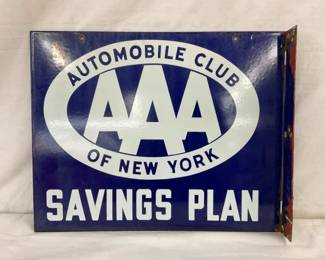 AUTOMOBILE CLUB
AAA
OF NEW YORK
SAVINGS PLAN